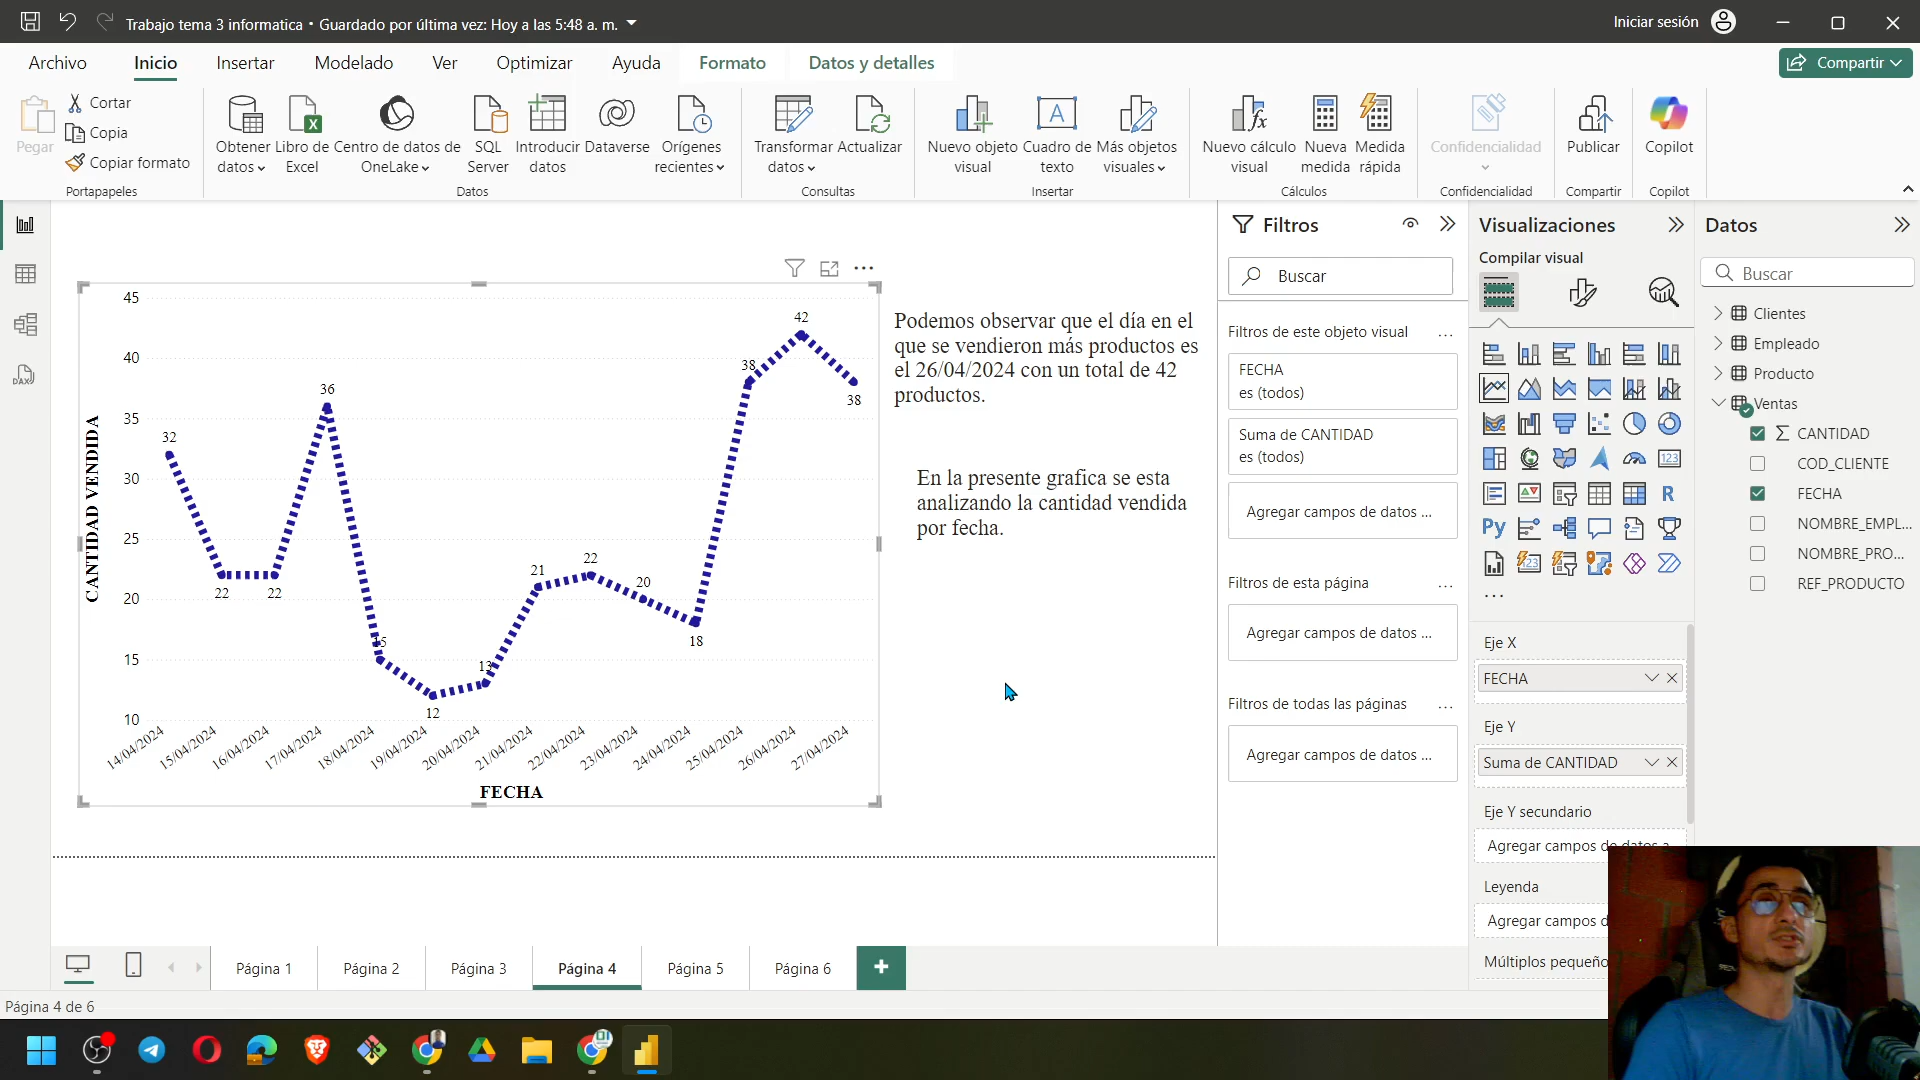 Trabajo tema 3 informatica • Guardado por última vez: Hoy a las 5:48 a. m.
Iniciar sesión
Archivo Inicio Insertar Modelado Ver Optimizar Ayuda Formato Datos y detalles
Compartir
Pegar
Cortar
Copia
Copiar formato
Portapapeles
Obtener datos
Libro de Excel
Centro de datos de OneLake
SQL Server
Introducir datos
Dataverse
Orígenes recientes
Datos
Transformar datos
Actualizar
Consultas
Nuevo objeto visual
Cuadro de texto
Más objetos visuales
Insertar
Nuevo cálculo visual
Nueva medida
Medida rápida
Cálculos
Confidencialidad
Confidencialidad
Publicar
Compartir
Copilot
Copilot
CANTIDAD VENDIDA
45
40
35
30
25
20
15
10
32
22
22
36
15
12
13
21
22
20
18
38
42
38
14/04/2024
15/04/2024
16/04/2024
17/04/2024
18/04/2024
19/04/2024
20/04/2024
21/04/2024
22/04/2024
23/04/2024
24/04/2024
25/04/2024
26/04/2024
27/04/2024
FECHA
Podemos observar que el día en el
que se vendieron más productos es
el 26/04/2024 con un total de 42
productos.
En la presente grafica se esta
analizando la cantidad vendida
por fecha.
Filtros
Buscar
Filtros de este objeto visual ...
FECHA
es (todos)
Suma de CANTIDAD
es (todos)
Agregar campos de datos ...
Filtros de esta página ...
Agregar campos de datos ...
Filtros de todas las páginas ...
Agregar campos de datos ...
Visualizaciones
Compilar visual
123
R
Py
123
...
Eje X
FECHA
Eje Y
Suma de CANTIDAD
Eje Y secundario
Agregar campos de datos a
Leyenda
Agregar campos d
Múltiplos pequeño
Datos
Buscar
Clientes
Empleado
Producto
Ventas
CANTIDAD
COD_CLIENTE
FECHA
NOMBRE_EMPL...
NOMBRE_PRO...
REF_PRODUCTO
Página 1
Página 2
Página 3
Página 4
Página 5
Página 6
Página 4 de 6